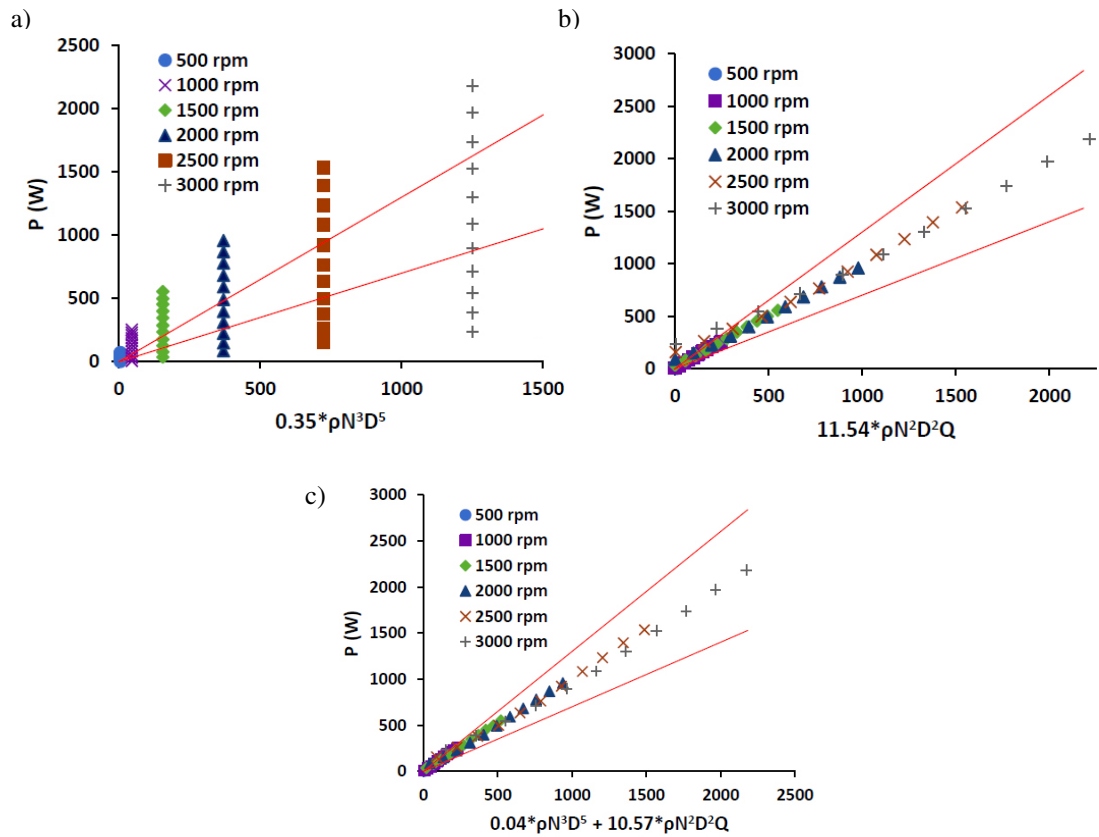 a)
2500
2000
1500
1000
500
0
P (W)
500 rpm
1000 rpm
1500 rpm
2000 rpm
2500 rpm
3000 rpm
0 500 1000 1500
0.35*ρN³D⁵
b)
3000
2500
2000
1500
1000
500
0
P (W)
500 rpm
1000 rpm
1500 rpm
2000 rpm
2500 rpm
3000 rpm
0 500 1000 1500 2000
11.54*ρN²D²Q
c)
3000
2500
2000
1500
1000
500
0
P (W)
500 rpm
1000 rpm
1500 rpm
2000 rpm
2500 rpm
3000 rpm
0 500 1000 1500 2000 2500
0.04*ρN³D⁵ + 10.57*ρN²D²Q